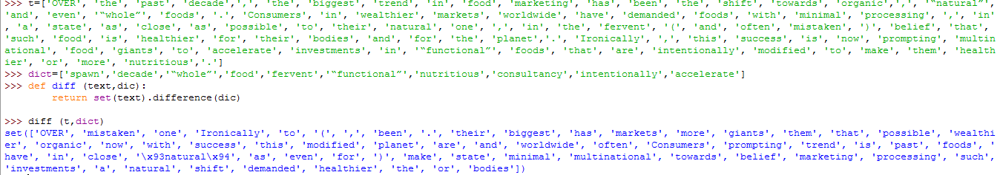 >>> t=['OVER', 'the', 'past', 'decade',',', 'the', 'biggest', 'trend', 'in', 'food', 'marketing', 'has', 'been', 'the', 'shift', 'towards', 'organic',',', '“natural”',
'and', 'even', '“whole”', 'foods', '.', 'Consumers', 'in', 'wealthier', 'markets', 'worldwide', 'have', 'demanded', 'foods', 'with', 'minimal', 'processing', ',', 'in'
, 'a', 'state', 'as', 'close', 'as', 'possible', 'to', 'their', 'natural', 'one', ',', 'in', 'the', 'fervent', '(', 'and', 'often', 'mistaken', ')', 'belief', 'that',
'such', 'food', 'is', 'healthier', 'for', 'their', 'bodies', 'and', 'for', 'the', 'planet','.', 'Ironically', ',', 'this', 'success', 'is', 'now', 'prompting', 'multin
ational', 'food', 'giants', 'to', 'accelerate', 'investments', 'in', '“functional”', 'foods', 'that', 'are', 'intentionally', 'modified', 'to', 'make', 'them', 'health
ier', 'or', 'more', 'nutritious','.']
>>> dict=['spawn','decade','“whole”','food','fervent','“functional”','nutritious','consultancy','intentionally','accelerate']
>>> def diff (text,dic):
return set(text).difference(dic)
>>> diff (t,dict)
set(['OVER', 'mistaken', 'one', 'Ironically', 'to', '(', ',', 'been', '.', 'their', 'biggest', 'has', 'markets', 'more', 'giants', 'them', 'that', 'possible', 'wealthi
er', 'organic', 'now', 'with', 'success', 'this', 'modified', 'planet', 'are', 'and', 'worldwide', 'often', 'Consumers', 'prompting', 'trend', 'is', 'past', 'foods', '
have', 'in', 'close', '\x93natural\x94', 'as', 'even', 'for', ')', 'make', 'state', 'minimal', 'multinational', 'towards', 'belief', 'marketing', 'processing', 'such',
'investments', 'a', 'natural', 'shift', 'demanded', 'healthier', 'the', 'or', 'bodies'])